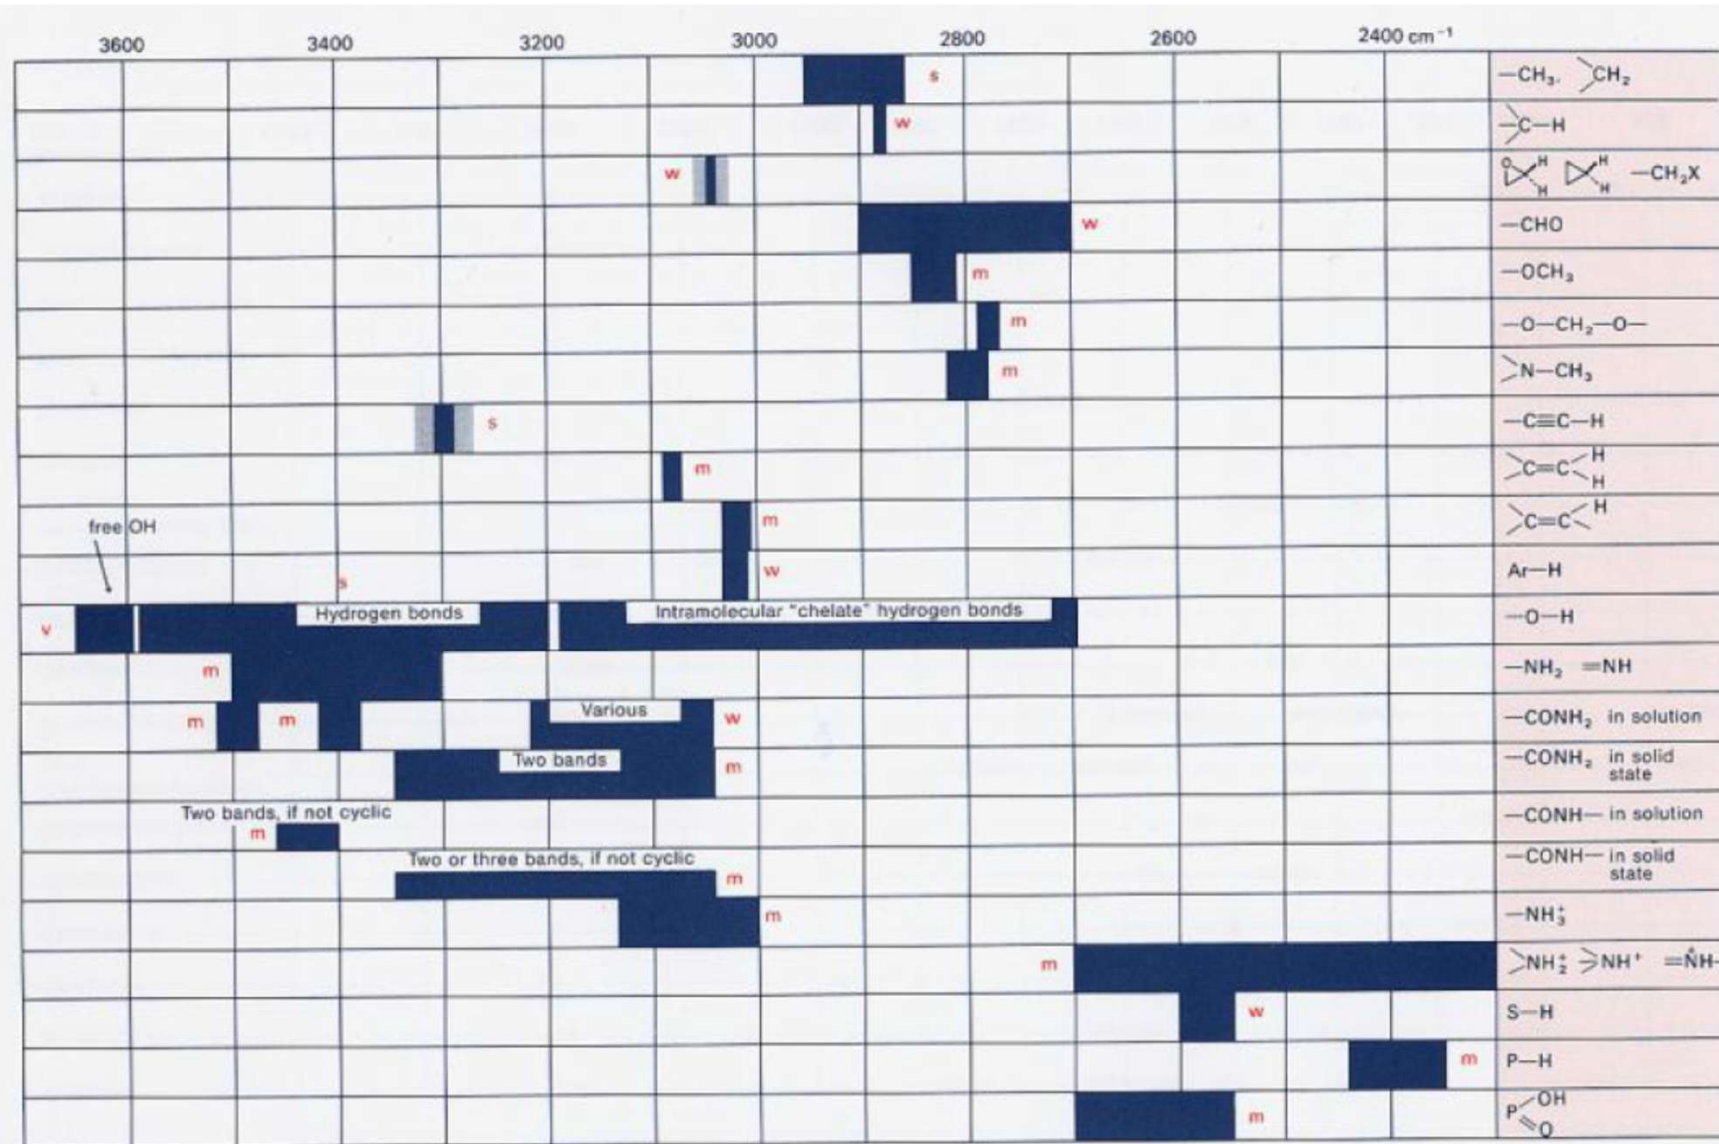 3600 3400 3200 3000 2800 2600 2400 cm⁻¹
s —CH₃, >CH₂
w >C—H
w O H H H H —CH₂X
w —CHO
m —OCH₃
m —O—CH₂—O—
m >N—CH₃
s —C≡C—H
m >C=C H H
free OH
m >C=C H
s w Ar—H
v Hydrogen bonds Intramolecular "chelate" hydrogen bonds —O—H
m —NH₂ =NH
m m Various w —CONH₂ in solution
Two bands m —CONH₂ in solid
state
Two bands, if not cyclic
m —CONH— in solution
Two or three bands, if not cyclic
m —CONH— in solid
state
m —NH₃⁺
m >NH₂⁺ >NH⁺ =NH-
w S—H
m P—H
m P OH O